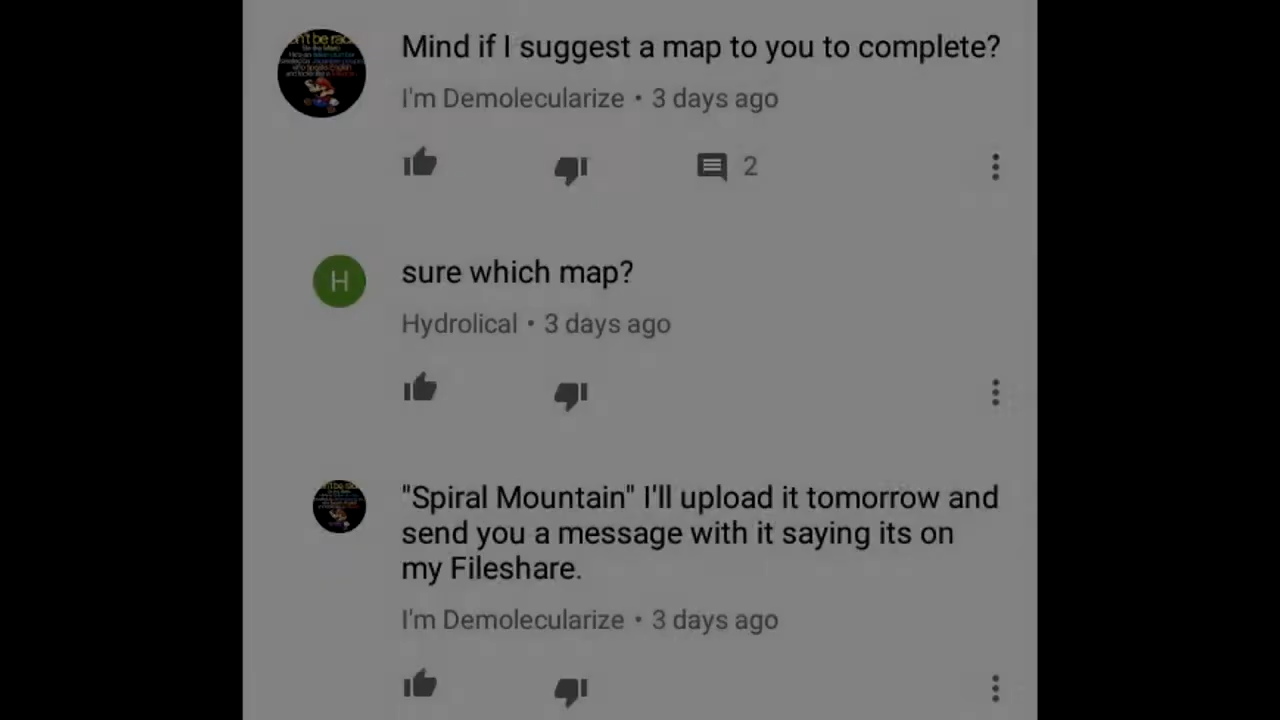 Mind if I suggest a map to you to complete?
I'm Demolecularize • 3 days ago
2
H
sure which map?
Hydrolical • 3 days ago
"Spiral Mountain" I'll upload it tomorrow and
send you a message with it saying its on
my Fileshare.
I'm Demolecularize • 3 days ago